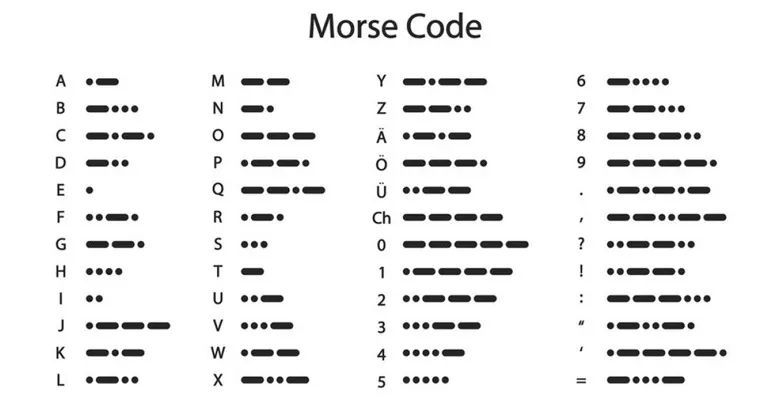 Morse Code
A
B
C
D
E
F
G
H
I
J
K
L
M
N
O
P
Q
R
S
T
U
V
W
X
Y
Z
Ä
Ö
Ü
Ch
0
1
2
3
4
5
6
7
8
9
.
,
?
!
:
“
‘
=